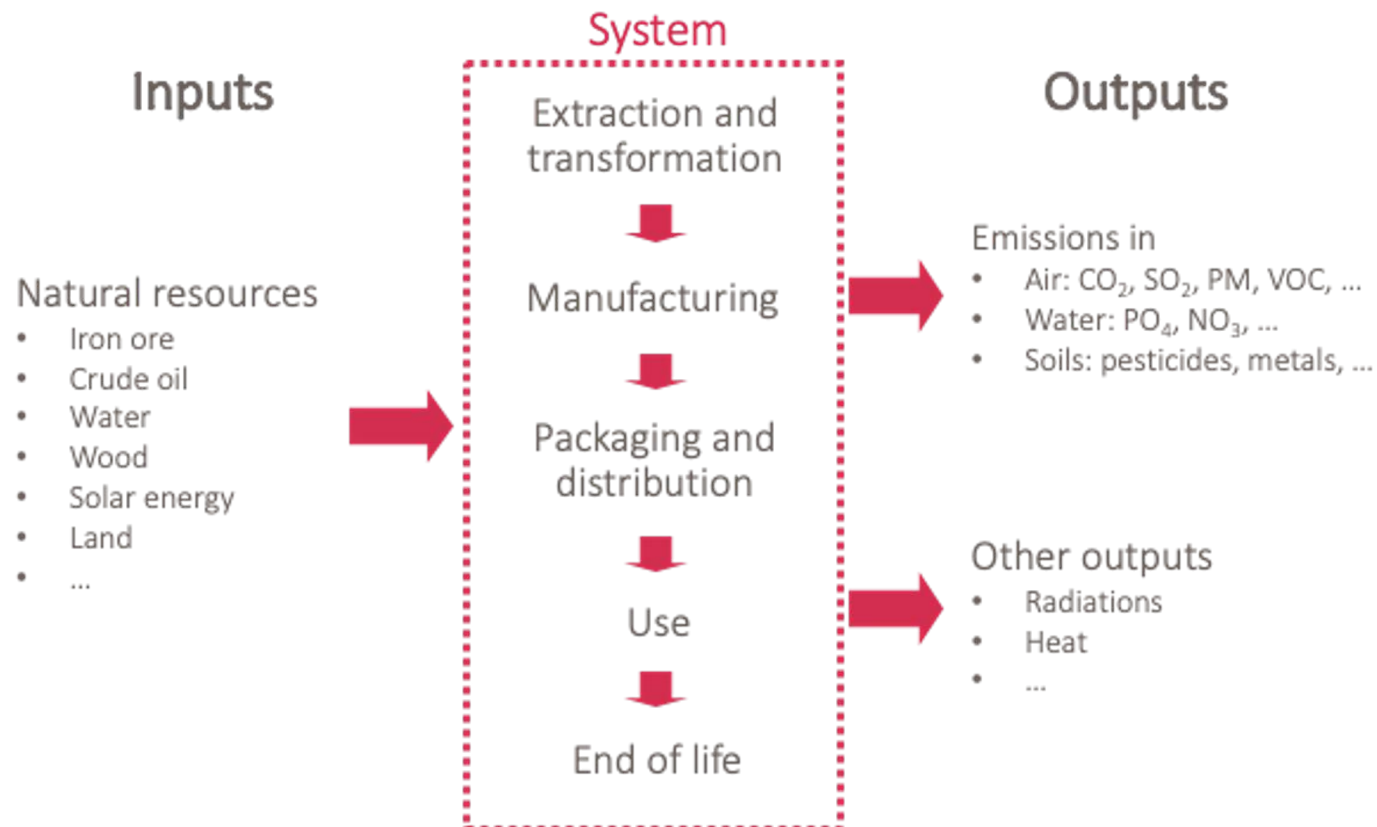 System
Inputs
Outputs
Extraction and
transformation
Manufacturing
Packaging and
distribution
Use
End of life
Natural resources
• Iron ore
• Crude oil
• Water
• Wood
• Solar energy
• Land
• ...
Emissions in
• Air: CO₂, SO₂, PM, VOC, ...
• Water: PO₄, NO₃, ...
• Soils: pesticides, metals, ...
Other outputs
• Radiations
• Heat
• ...